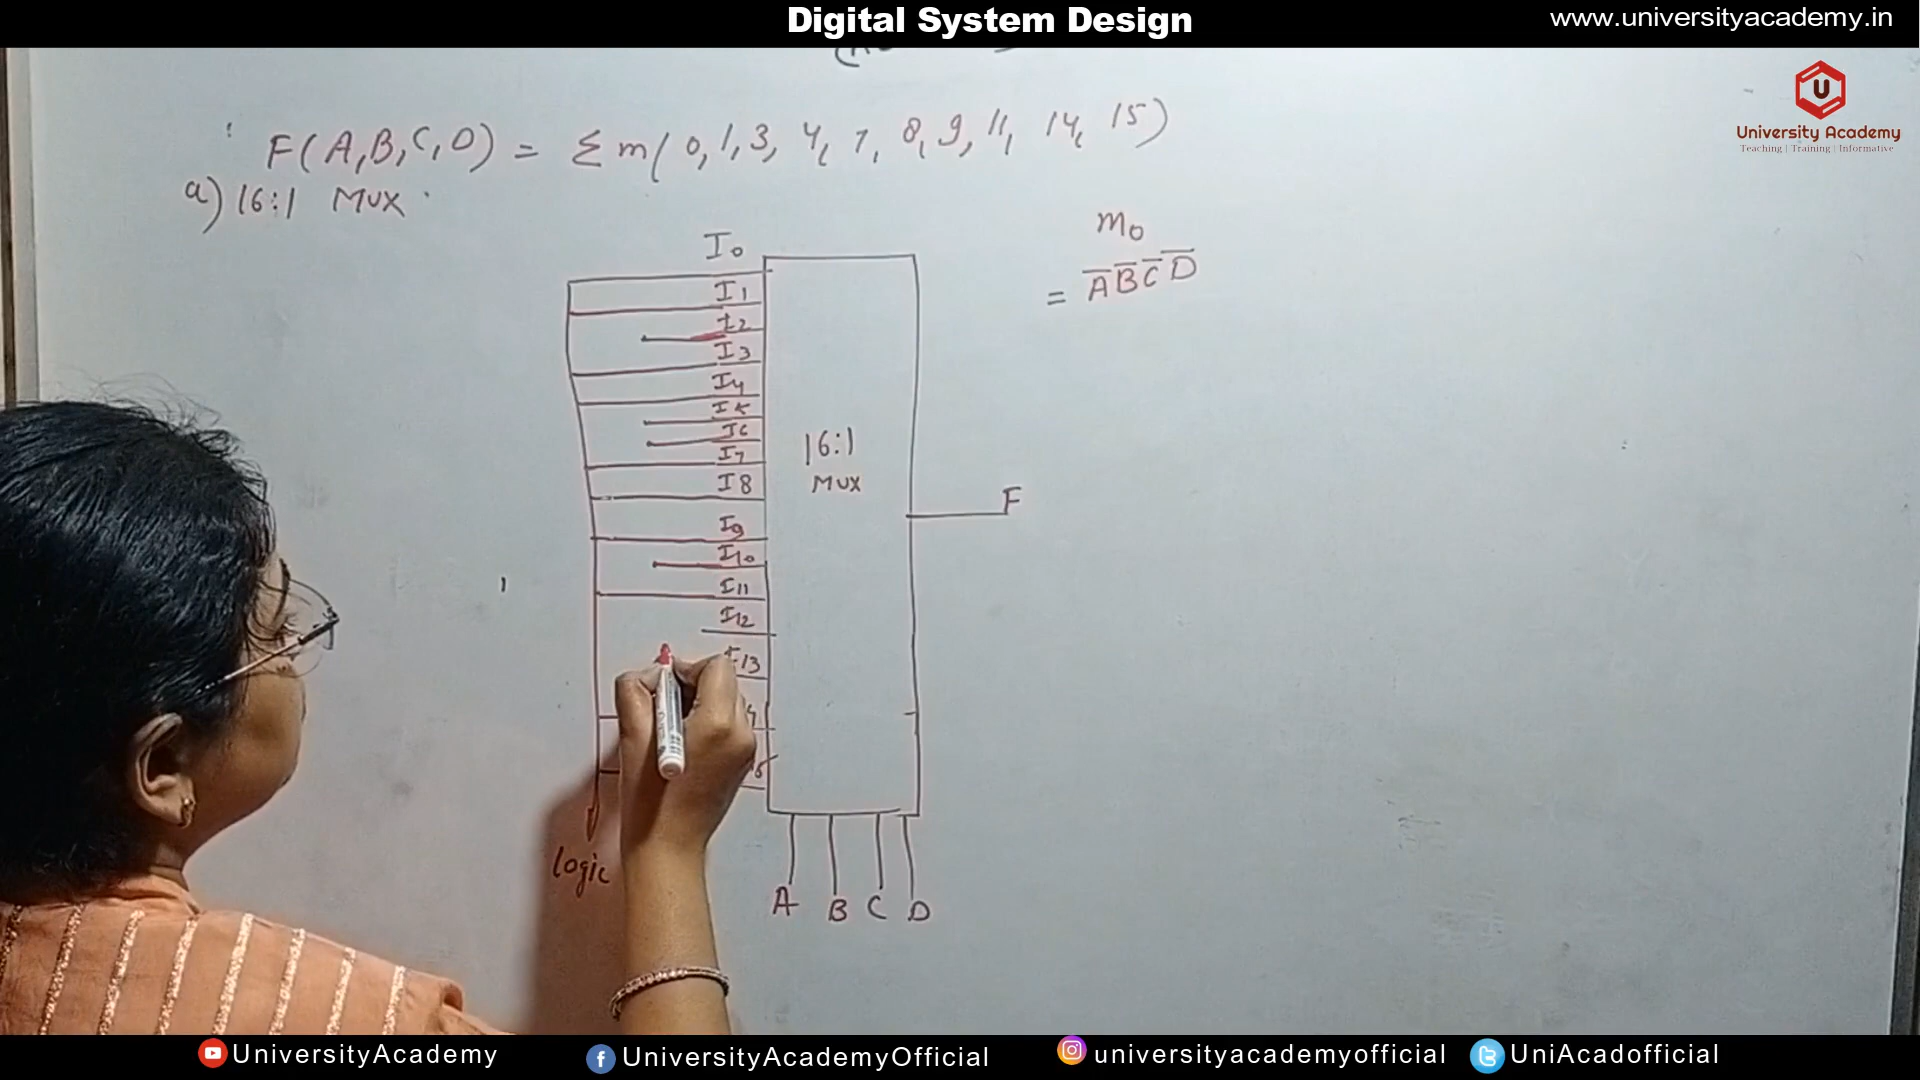 Digital System Design
www.universityacademy.in
U
University Academy
Teaching | Training | Informative
F(A,B,C,D) = Σ m( 0,1,3, 4, 7, 8, 9, 11, 14, 15)
a) 16:1 MUX
m₀
= A̅ B̅ C̅ D̅
I₀
I₁
I₂
I₃
I₄
I₅
I₆
I₇
I₈
I₉
I₁₀
I₁₁
I₁₂
I₁₃
16:1
MUX
F
logic
A B C D
UniversityAcademy
UniversityAcademyOfficial
universityacademyofficial
UniAcadofficial